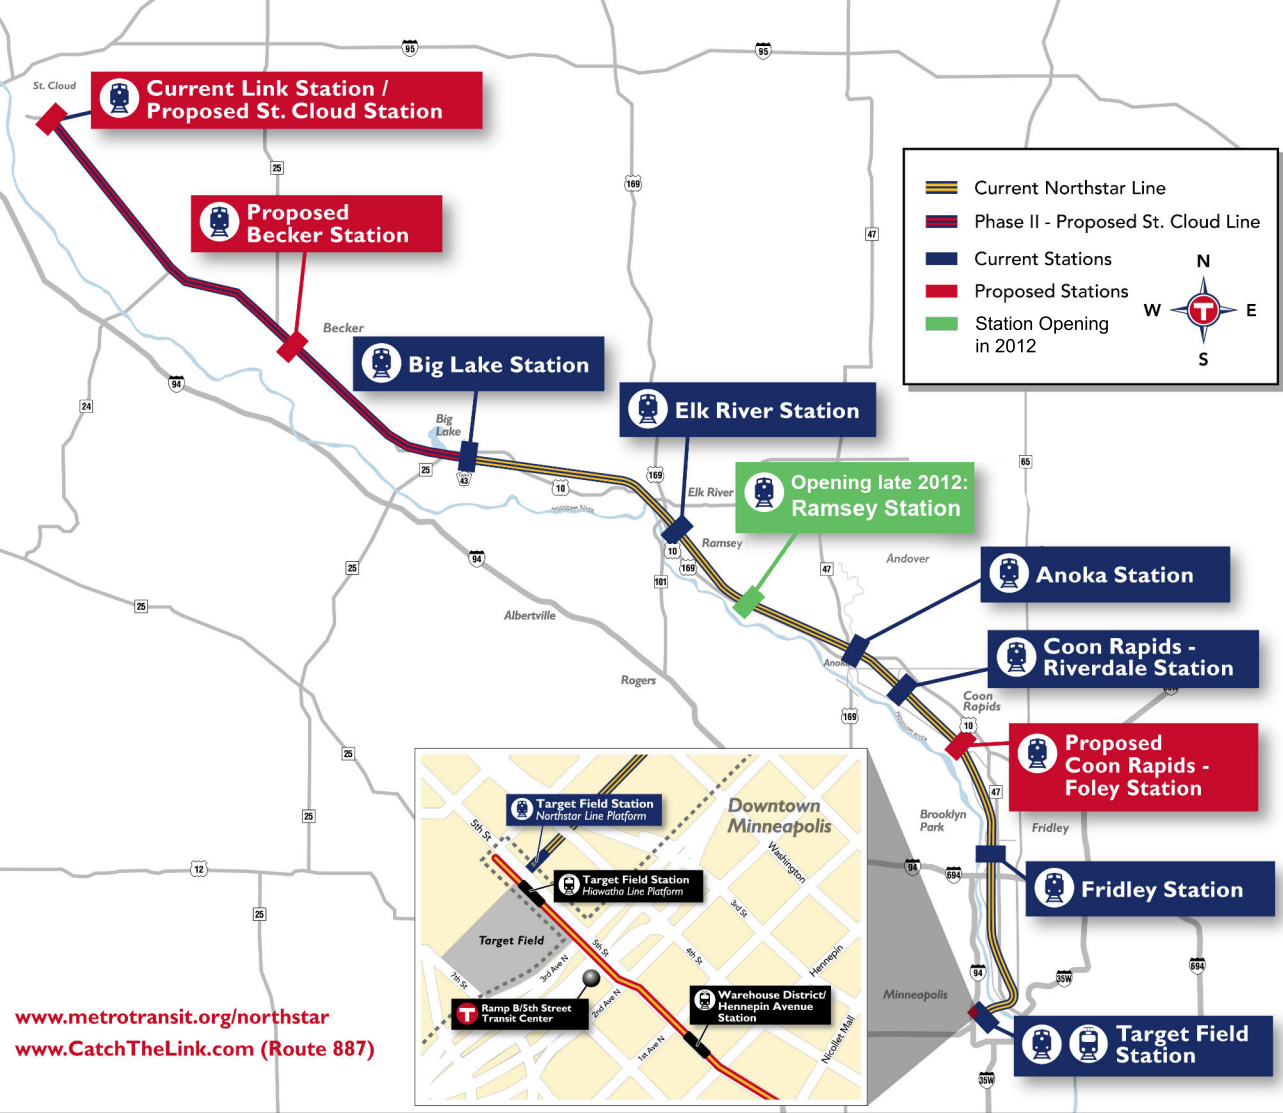 95
95
St. Cloud
Current Link Station /
Proposed St. Cloud Station
25
169
47
Current Northstar Line
Phase II - Proposed St. Cloud Line
Current Stations
Proposed Stations
Station Opening
in 2012
N
W
T
E
S
Proposed
Becker Station
Becker
Big Lake Station
94
24
Elk River Station
Big
Lake
25
43
10
169
65
Elk River
MISSISSIPPI RIVER
Opening late 2012:
Ramsey Station
Ramsey
10
169
94
25
101
47
Andover
Anoka Station
25
Albertville
Coon Rapids -
Riverdale Station
Anoka
Rogers
35W
Coon
Rapids
169
MISSISSIPPI RIVER
10
Proposed
Coon Rapids -
Foley Station
25
47
Brooklyn
Park
Fridley
25
12
94
694
Fridley Station
25
94
35W
694
Minneapolis
Target Field
Station
35W
Target Field Station
Northstar Line Platform
Downtown
Minneapolis
5th St
Washington
Target Field Station
Hiawatha Line Platform
3rd St
Target Field
5th St
4th St
Hennepin
3rd Ave N
7th St
2nd Ave N
T
Ramp B/5th Street
Transit Center
Warehouse District/
Hennepin Avenue
Station
1st Ave N
Nicollet Mall
www.metrotransit.org/northstar
www.CatchTheLink.com (Route 887)